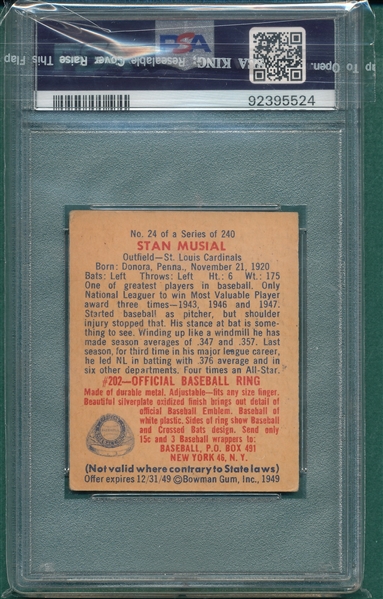 ap To Open.
PSA
BA KING; Resealable Cover. Raise This Flap
92395524
No. 24 of a Series of 240
STAN MUSIAL
Outfield—St. Louis Cardinals
Born: Donora, Penna., November 21, 1920
Bats: Left Throws: Left Ht.: 6 Wt.: 175
One of greatest players in baseball. Only
National Leaguer to win Most Valuable Player
award three times—1943, 1946 and 1947.
Started baseball as pitcher, but shoulder
injury stopped that. His stance at bat is some-
thing to see. Winding up like a windmill he has
made season averages of .347 and .357. Last
season, for third time in his major league career,
he led NL in batting with .376 average and in
six other departments. Four times an All-Star.
#202—OFFICIAL BASEBALL RING
Made of durable metal. Adjustable—fits any size finger.
Beautiful silverplate oxidized finish brings out detail of
official Baseball Emblem. Baseball of
white plastic. Sides of ring show Baseball
and Crossed Bats design. Send only
15c and 3 Baseball wrappers to:
BASEBALL, P.O. BOX 491
NEW YORK 46, N. Y.
(Not valid where contrary to State laws)
Offer expires 12/31/49 ©Bowman Gum, Inc., 1949